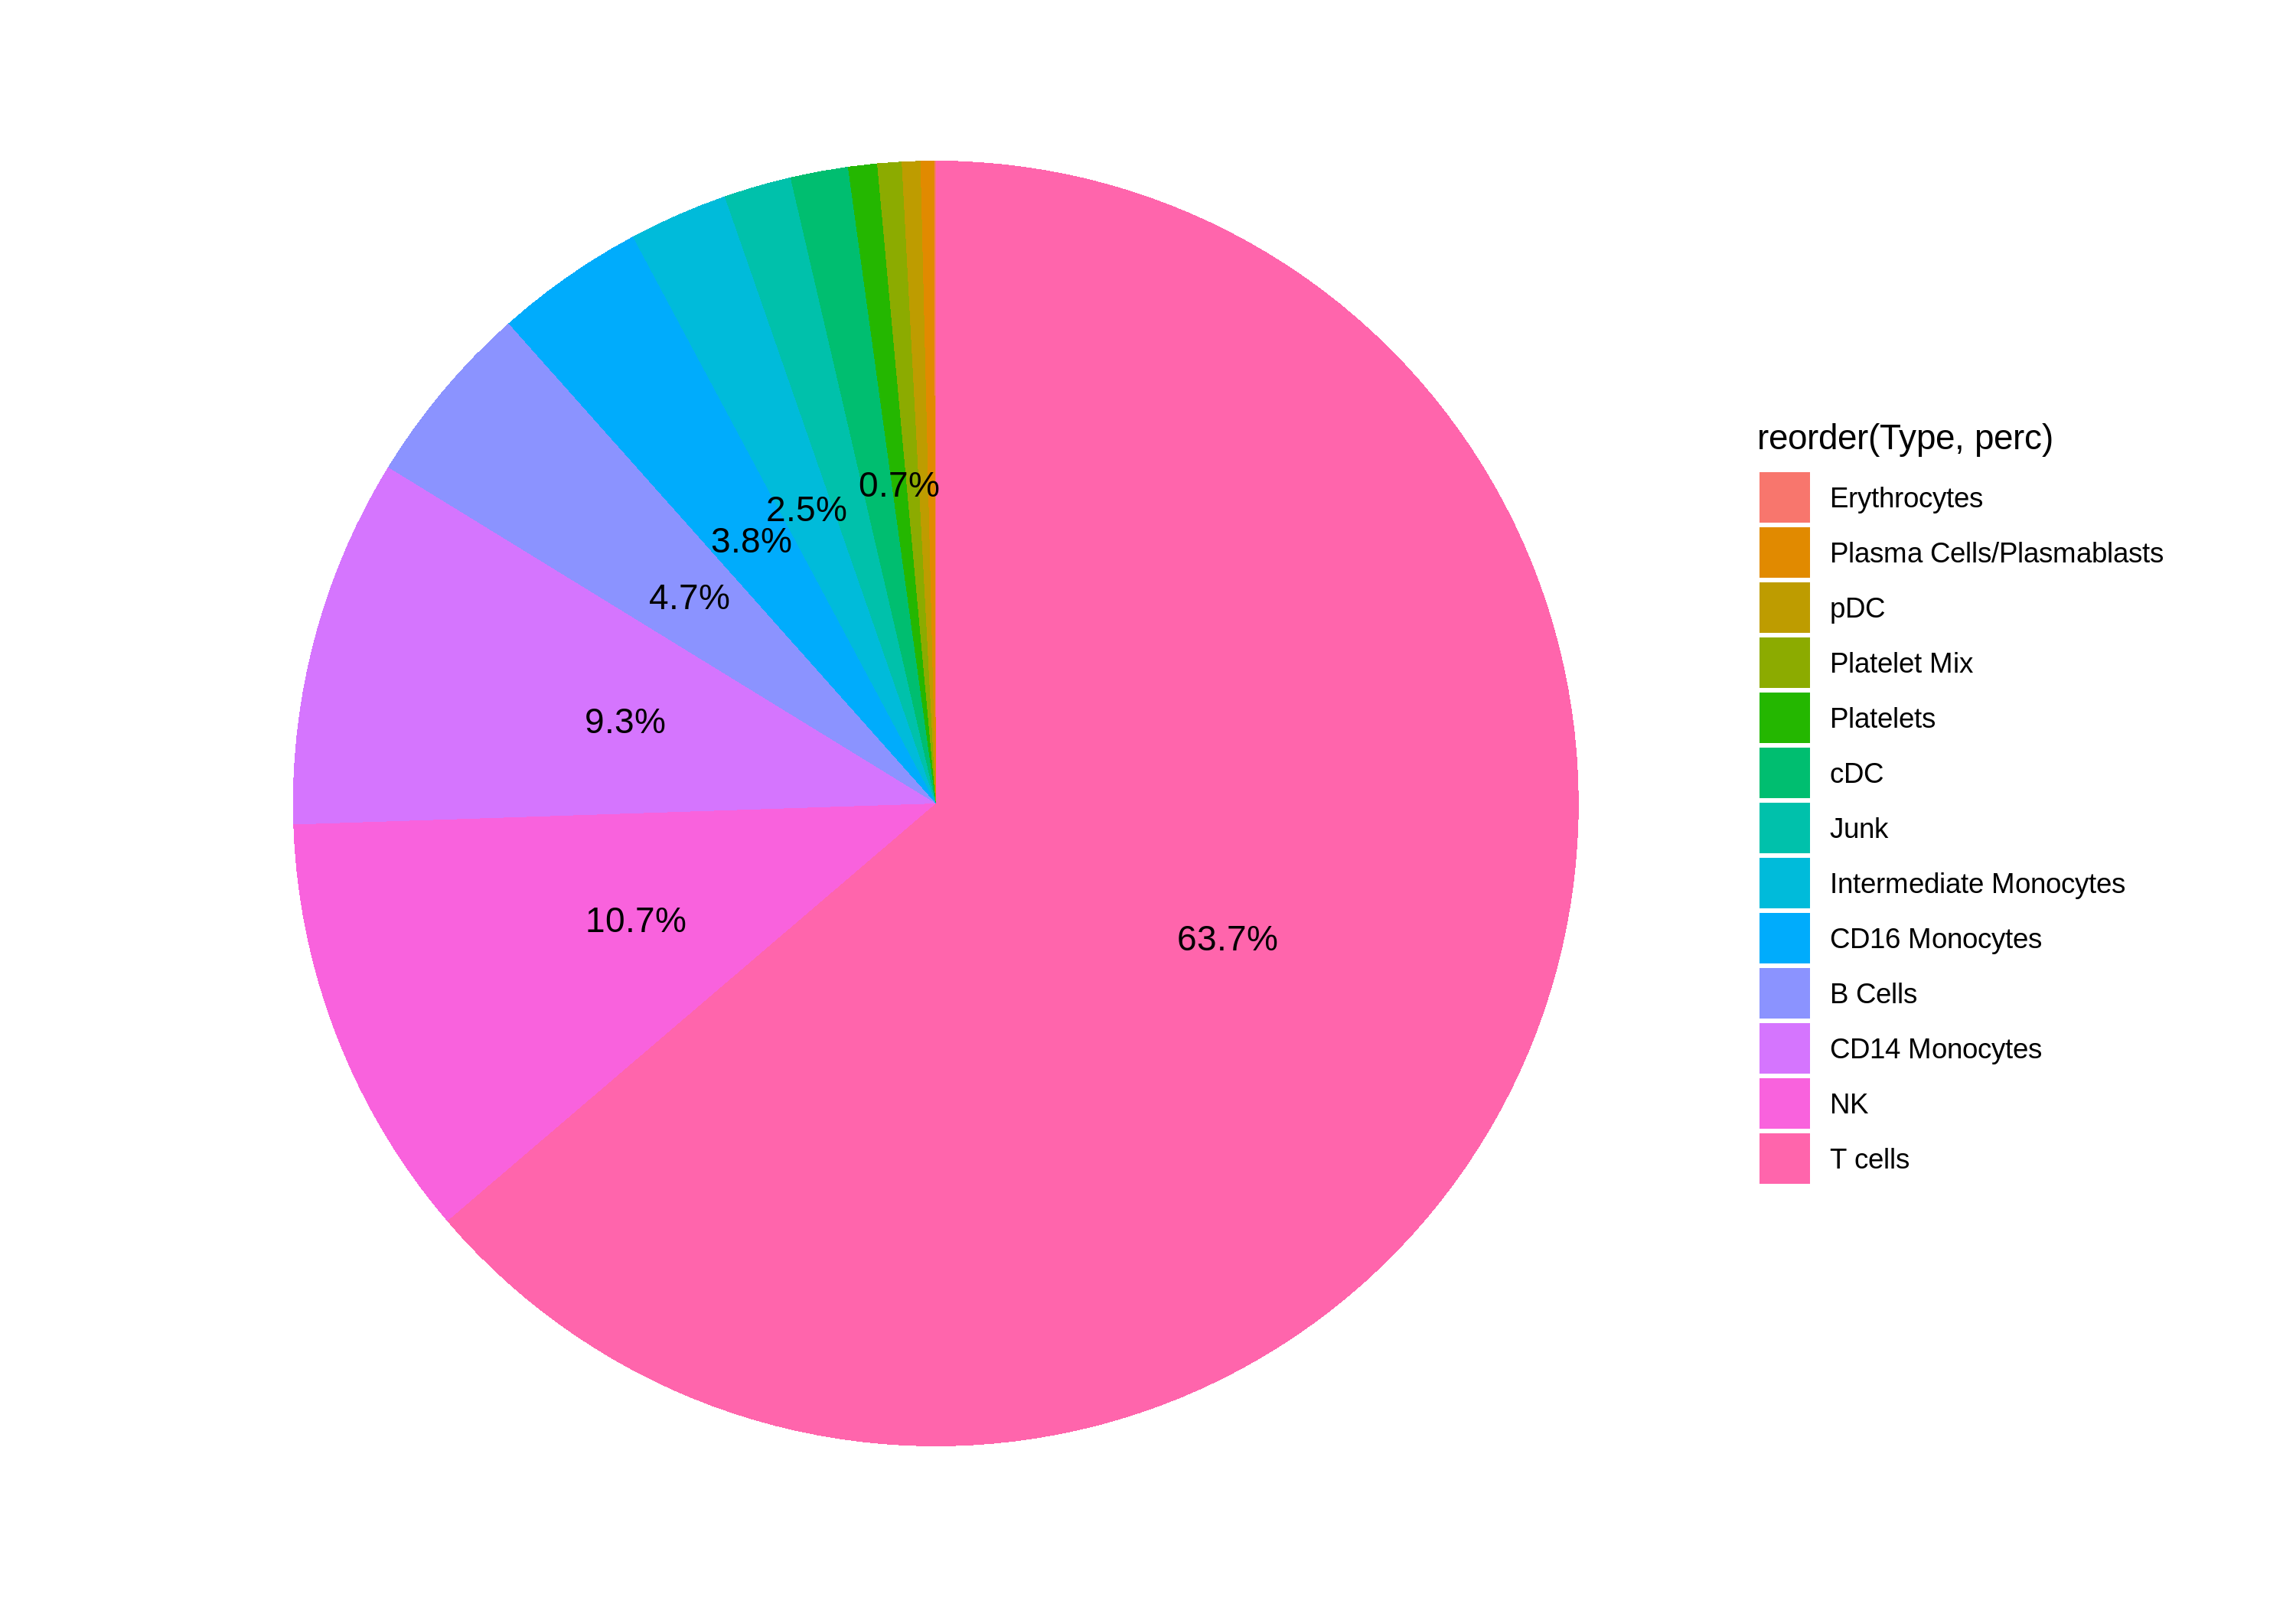 0.7%
2.5%
3.8%
4.7%
9.3%
10.7%
63.7%
reorder(Type, perc)
Erythrocytes
Plasma Cells/Plasmablasts
pDC
Platelet Mix
Platelets
cDC
Junk
Intermediate Monocytes
CD16 Monocytes
B Cells
CD14 Monocytes
NK
T cells